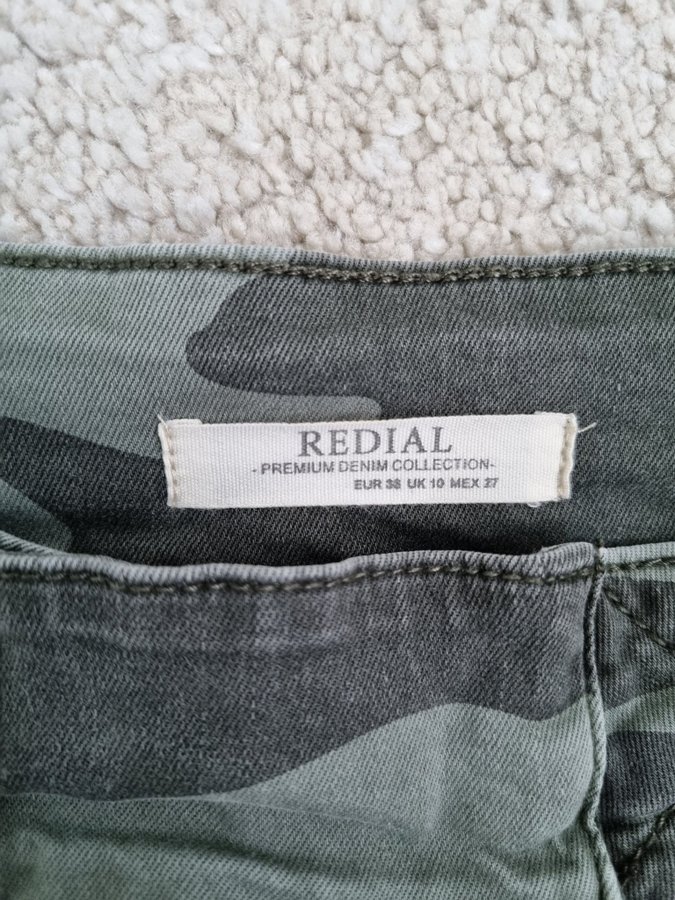 REDIAL
- PREMIUM DENIM COLLECTION-
EUR 38 UK 10 MEX 27